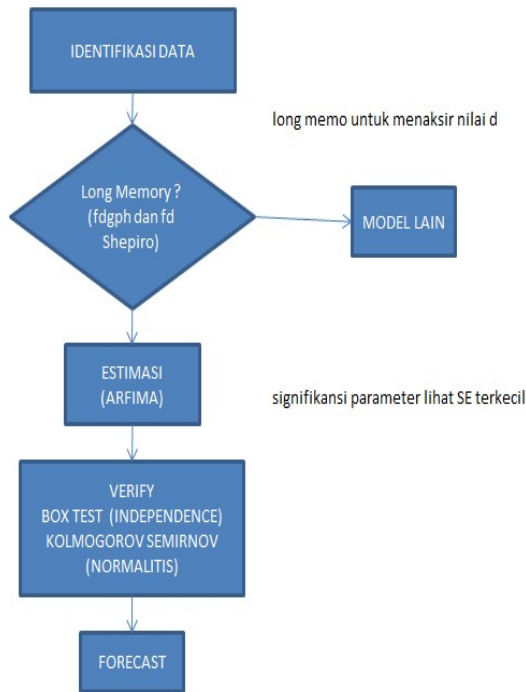 IDENTIFIKASI DATA
long memo untuk menaksir nilai d
Long Memory ?
(fdgph dan fd
Shepiro)
MODEL LAIN
ESTIMASI
(ARFIMA)
signifikansi parameter lihat SE terkecil
VERIFY
BOX TEST (INDEPENDENCE)
KOLMOGOROV SEMIRNOV
(NORMALITIS)
FORECAST